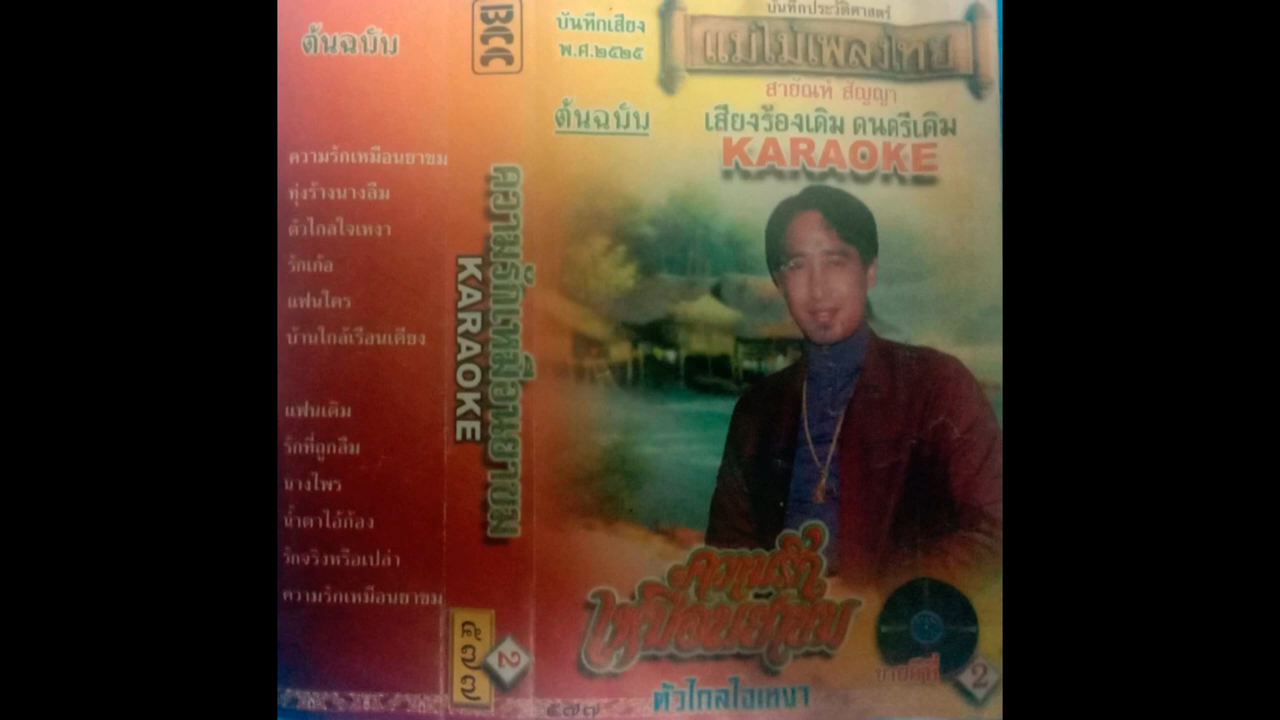 ต้นฉบับ
ความรักเหมือนยาขม
ทุ่งร้างนางลืม
ตัวไกลใจเหงา
รักเก้อ
แฟนใคร
บ้านใกล้เรือนเคียง
แฟนเดิม
รักที่ถูกลืม
นางไพร
น้ำตาไอ้ก้อง
รักจริงหรือเปล่า
ความรักเหมือนยาขม
BCC
ความรักเหมือนยาขม
KARAOKE
๕๗๗
2
บันทึกเสียง
พ.ศ.๒๕๒๕
ต้นฉบับ
บันทึกประวัติศาสตร์
แม่ไม้เพลงไทย
สายัณห์ สัญญา
เสียงร้องเดิม ดนตรีเดิม
KARAOKE
ความรัก
เหมือนยาขม
ตัวไกลใจเหงา
2
๕๗๗